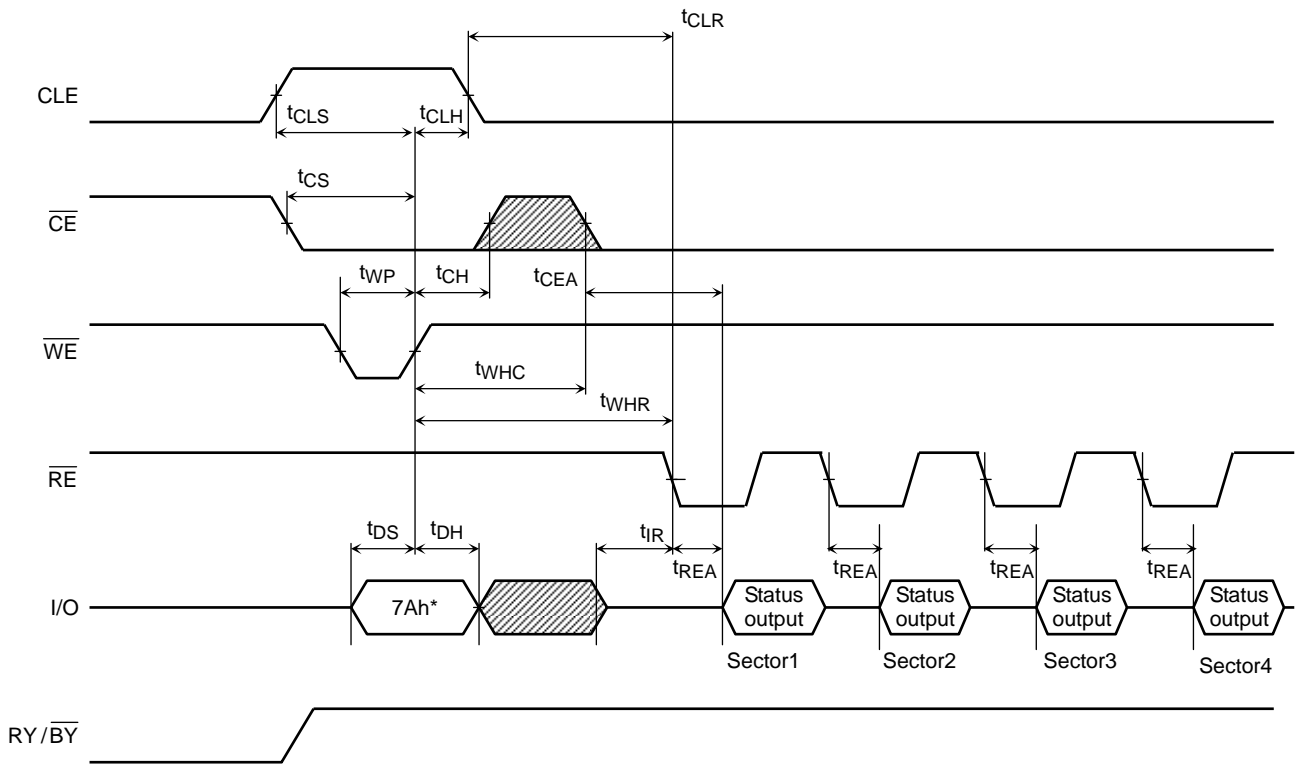 tCLR
CLE
tCLS
tCLH
tCS
CE
tWP
tCH
tCEA
WE
tWHC
tWHR
RE
tDS
tDH
tIR
tREA
tREA
tREA
tREA
I/O
7Ah*
Status
output
Status
output
Status
output
Status
output
Sector1
Sector2
Sector3
Sector4
RY/BY